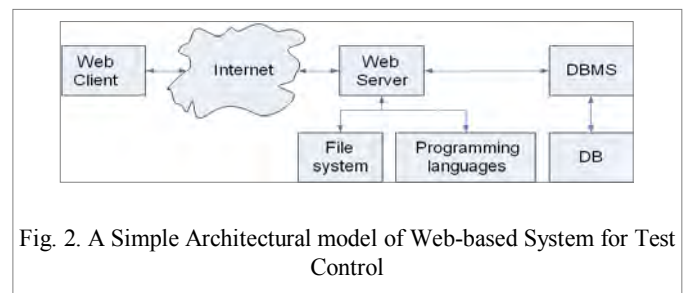 Web
Client
Internet
Web
Server
DBMS
File
system
Programming
languages
DB
Fig. 2. A Simple Architectural model of Web-based System for Test
Control